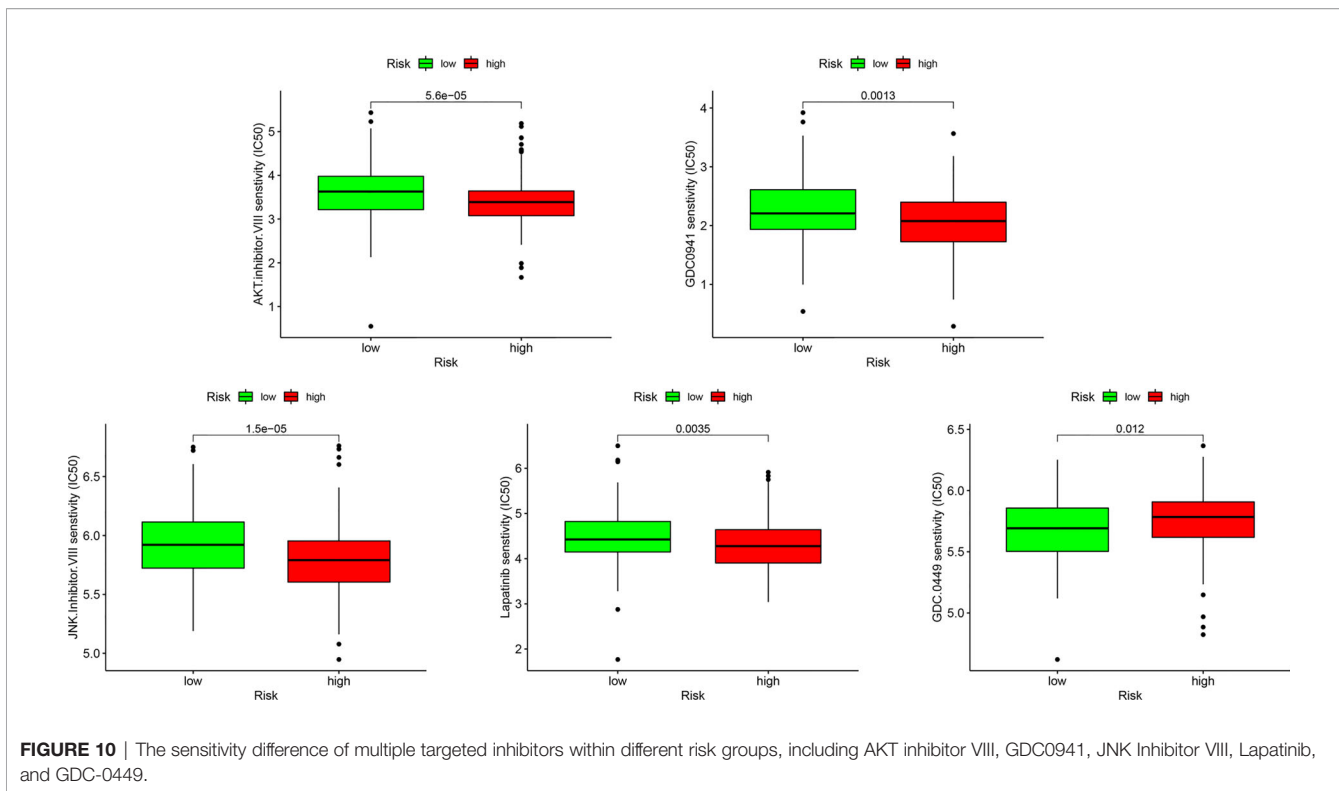 Risk low high
5.6e-05
AKT.inhibitor.VIII senstivity (IC50)
5
4
3
2
1
low high
Risk
Risk low high
0.0013
GDC0941 senstivity (IC50)
4
3
2
1
low high
Risk
Risk low high
1.5e-05
JNK.Inhibitor.VIII senstivity (IC50)
6.5
6.0
5.5
5.0
low high
Risk
Risk low high
0.0035
Lapatinib senstivity (IC50)
6
5
4
3
2
low high
Risk
Risk low high
0.012
GDC.0449 senstivity (IC50)
6.5
6.0
5.5
5.0
low high
Risk
FIGURE 10 | The sensitivity difference of multiple targeted inhibitors within different risk groups, including AKT inhibitor VIII, GDC0941, JNK Inhibitor VIII, Lapatinib,
and GDC-0449.